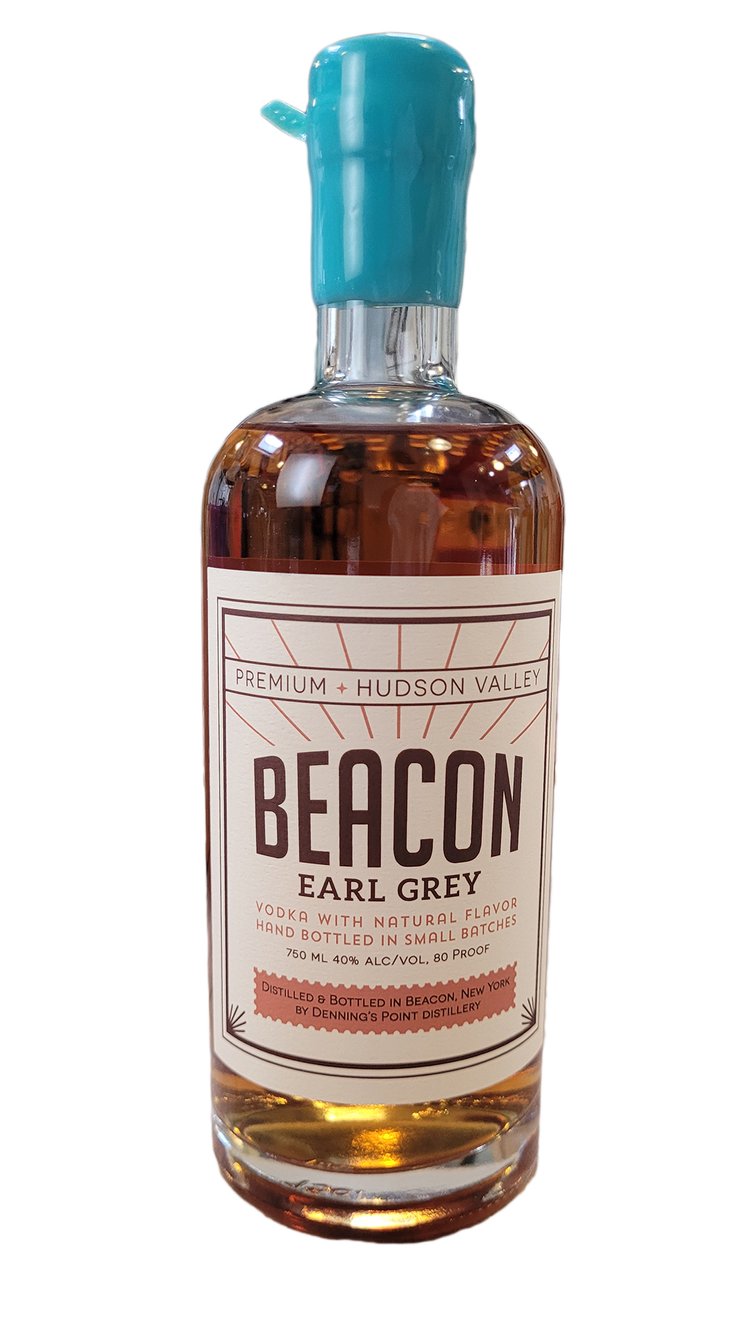 PREMIUM HUDSON VALLEY
BEACON
EARL GREY
VODKA WITH NATURAL FLAVOR
HAND BOTTLED IN SMALL BATCHES
750 ML 40% ALC/VOL, 80 PROOF
DISTILLED & BOTTLED IN BEACON, NEW YORK
BY DENNING'S POINT DISTILLERY